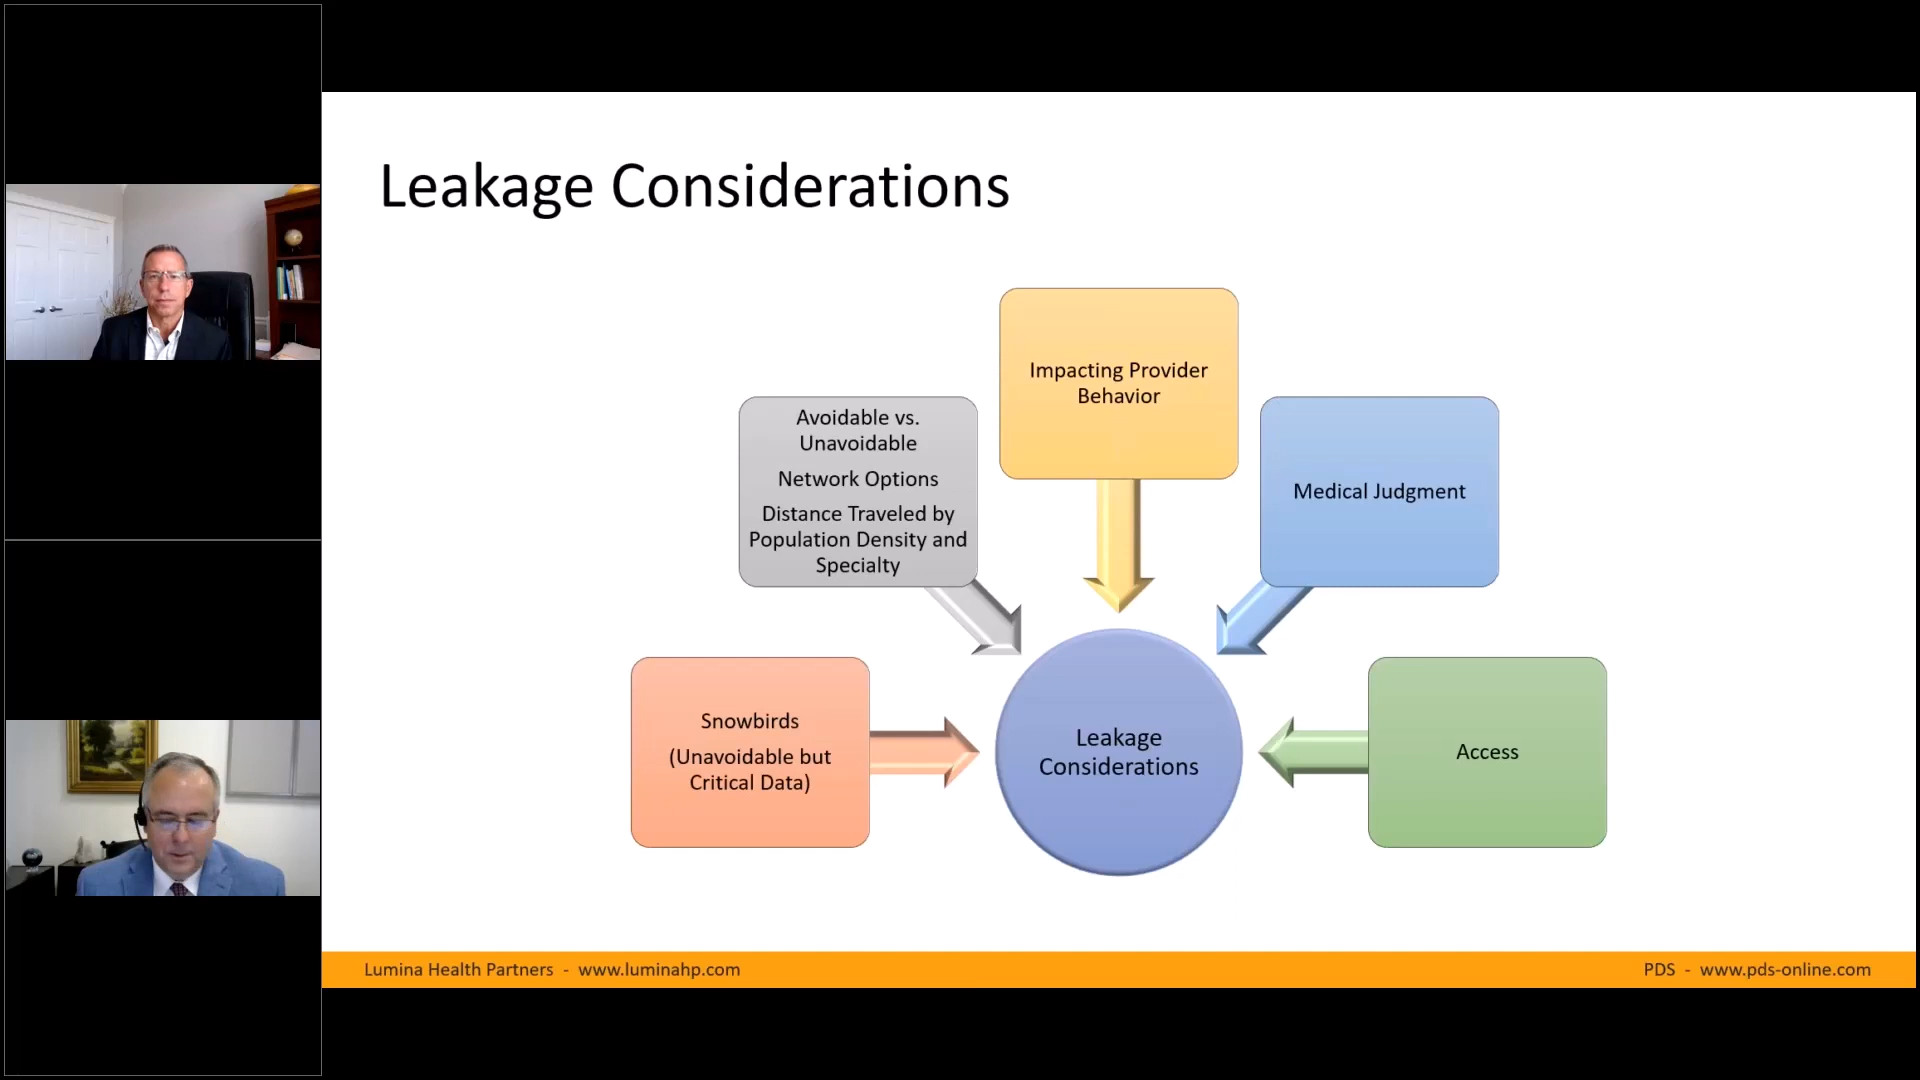 Leakage Considerations
Impacting Provider
Behavior
Avoidable vs.
Unavoidable
Network Options
Distance Traveled by
Population Density and
Specialty
Medical Judgment
Snowbirds
(Unavoidable but
Critical Data)
Leakage
Considerations
Access
Lumina Health Partners - www.luminahp.com
PDS - www.pds-online.com